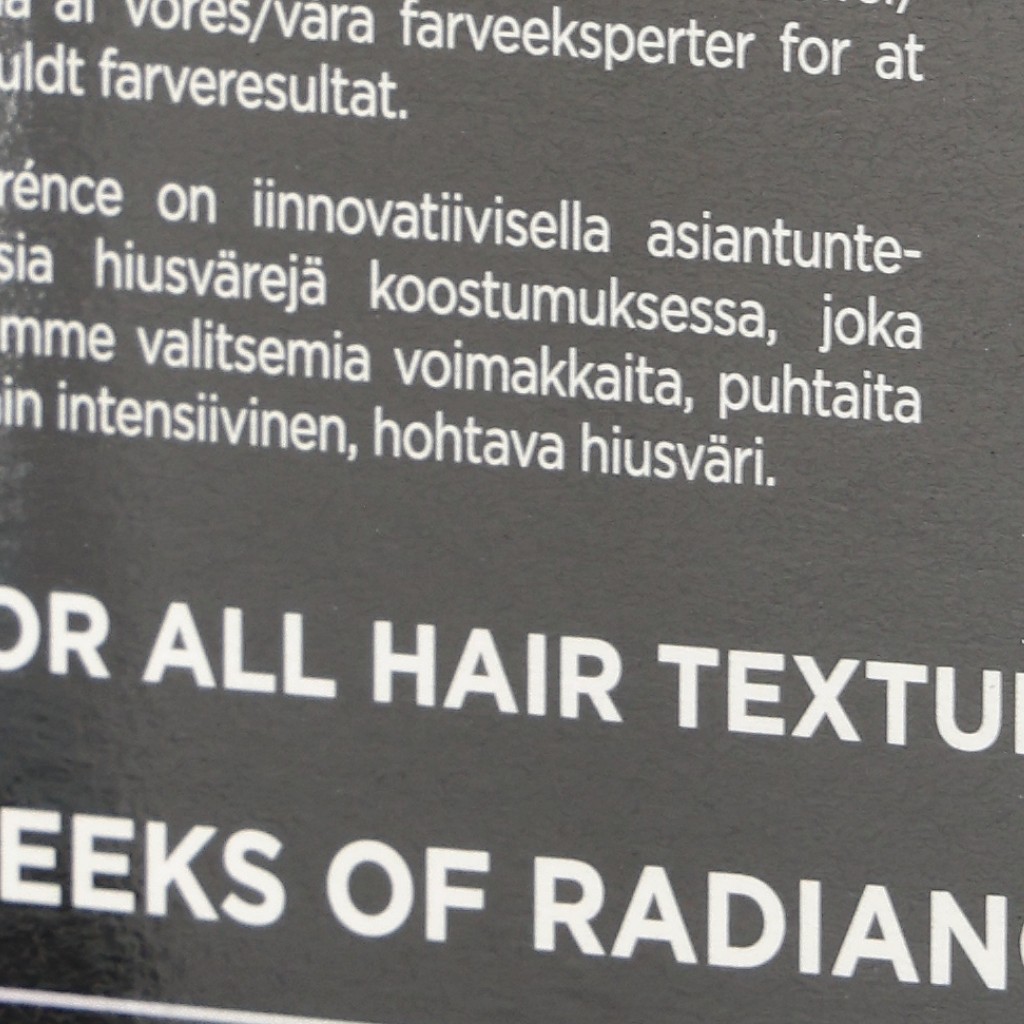 af vores/våra farveeksperter for at
uldt farveresultat.
rénce on iinnovatiivisella asiantunte-
sia hiusvärejä koostumuksessa, joka
mme valitsemia voimakkaita, puhtaita
in intensiivinen, hohtava hiusväri.
OR ALL HAIR TEXTU
EEKS OF RADIAN